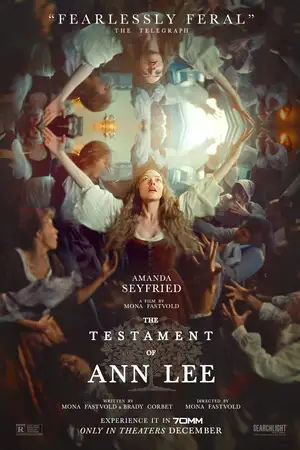 “FEARLESSLY FERAL”
THE TELEGRAPH
AMANDA
SEYFRIED
A FILM BY
MONA FASTVOLD
THE
TESTAMENT
OF
ANN LEE
WRITTEN BY
MONA FASTVOLD & BRADY CORBET
DIRECTED BY
MONA FASTVOLD
EXPERIENCE IT IN 70MM
ONLY IN THEATERS DECEMBER
R
SEARCHLIGHT